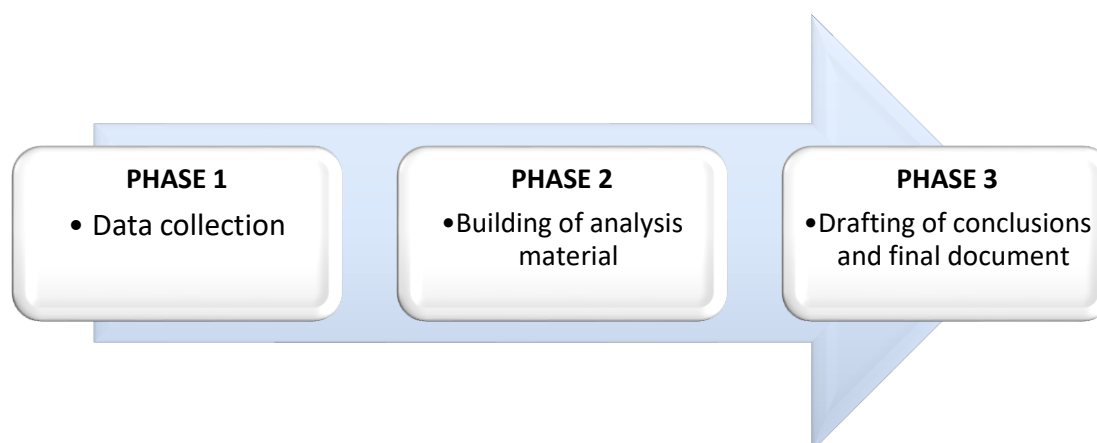 PHASE 1
• Data collection
PHASE 2
•Building of analysis
material
PHASE 3
•Drafting of conclusions
and final document